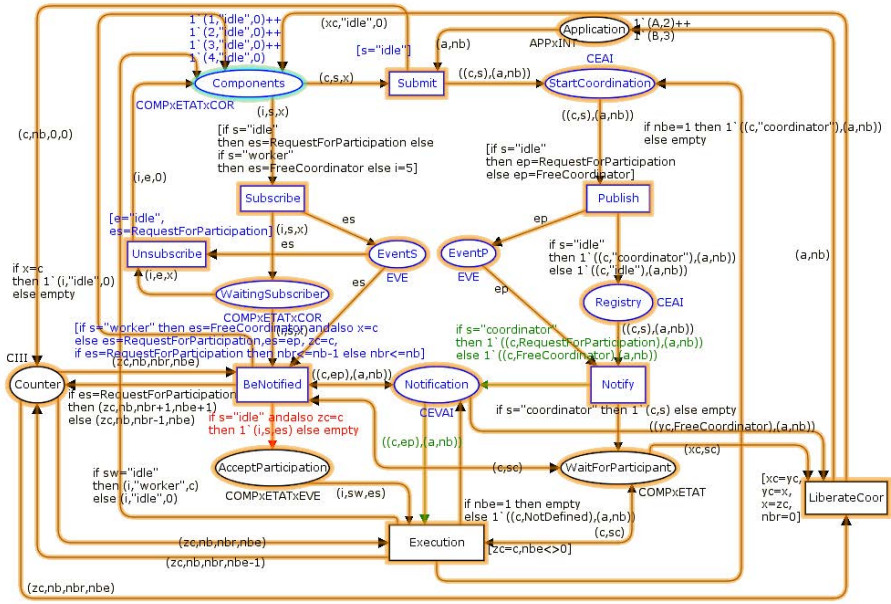 1`(1,"idle",0)++
1`(2,"idle",0)++
1`(3,"idle",0)++
1`(4,"idle",0)
(xc,"idle",0)
Application
1`(A,2)++
1`(B,3)
APPxINT
(a,nb)
[s="idle"]
CEAI
Components
(c,s,x)
Submit
((c,s),(a,nb))
StartCoordination
COMPxETATxCOR
(i,s,x)
((c,s),(a,nb))
(c,nb,0,0)
[if s="idle"
then es=RequestForParticipation else
if s="worker"
then es=FreeCoordinator else i=5]
[if s="idle"
then ep=RequestForParticipation
else ep=FreeCoordinator]
if nbe=1 then 1`((c,"coordinator"),(a,nb))
else empty
(i,e,0)
Subscribe
Publish
[e="idle",
es=RequestForParticipation]
(i,s,x)
es
es
ep
Unsubscribe
EventS
EVE
EventP
EVE
if s="idle"
then 1`((c,"coordinator"),(a,nb))
else 1`((c,"idle"),(a,nb))
(a,nb)
if x=c
then 1`(i,"idle",0)
else empty
(i,e,x)
es
ep
WaitingSubscriber
COMPxETATxCOR
Registry
CEAI
[if s="worker" then es=FreeCoordinator andalso x=c
else es=RequestForParticipation,es=ep, zc=c,
if es=RequestForParticipation then nbr<=nb-1 else nbr<=nb]
(i,s,x)
if s="coordinator"
then 1`((c,RequestForParticipation),(a,nb))
else 1`((c,FreeCoordinator),(a,nb))
((c,s),(a,nb))
CIII
(zc,nb,nbr,nbe)
((c,ep),(a,nb))
Counter
BeNotified
Notification
CEVAI
Notify
if es=RequestForParticipation
then (zc,nb,nbr+1,nbe+1)
else (zc,nb,nbr-1,nbe)
if s="idle" andalso zc=c
then 1`(i,s,es) else empty
if s="coordinator" then 1`(c,s) else empty
((yc,FreeCoordinator),(a,nb))
((c,ep),(a,nb))
(xc,sc)
if sw="idle"
then (i,"worker",c)
else (i,"idle",0)
AcceptParticipation
COMPxETATxEVE
(c,sc)
WaitForParticipant
COMPxETAT
[xc=yc,
yc=x,
x=zc,
nbr=0]
LiberateCoor
(i,sw,es)
if nbe=1 then empty
else 1`((c,NotDefined),(a,nb))
(c,sc)
(zc,nb,nbr,nbe)
Execution
[zc=c,nbe<>0]
(zc,nb,nbr,nbe-1)
(zc,nb,nbr,nbe)